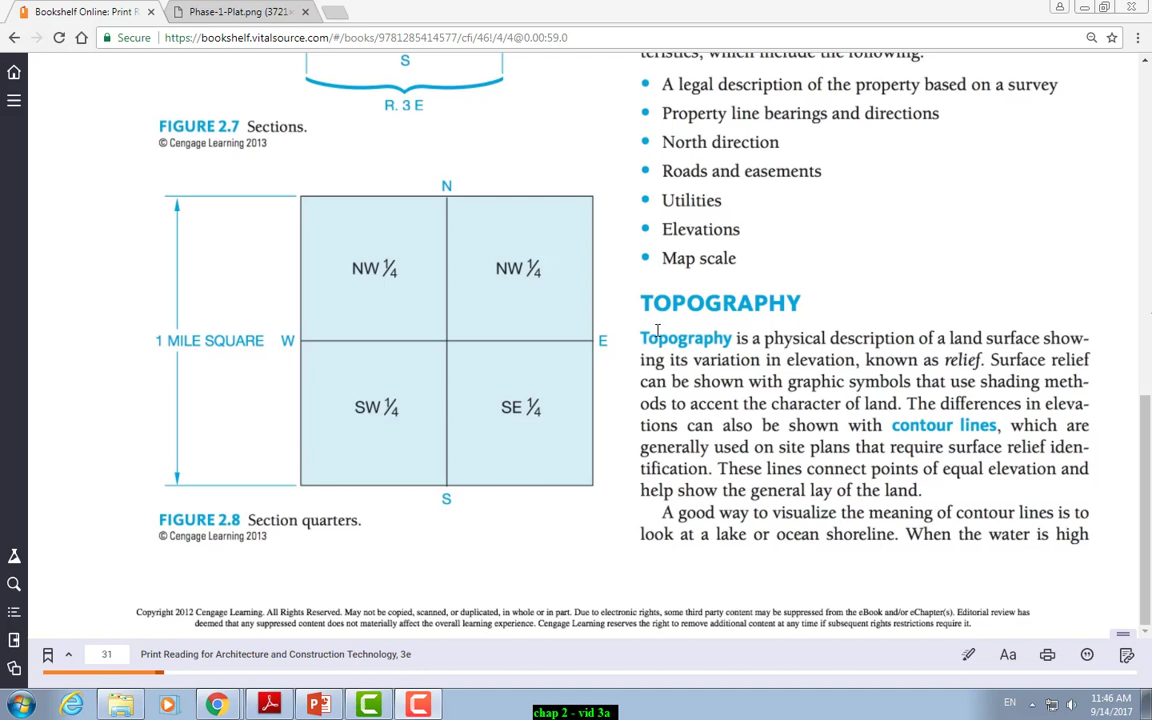 Bookshelf Online: Print R
Phase-1-Plat.png (3721×
Secure
https://bookshelf.vitalsource.com/#/books/9781285414577/cfi/46!/4/4@0.00:59.0
S
R. 3 E
FIGURE 2.7 Sections.
© Cengage Learning 2013
N
NW 1/4
NW 1/4
1 MILE SQUARE
W
E
SW 1/4
SE 1/4
S
FIGURE 2.8 Section quarters.
© Cengage Learning 2013
teristics, which include the following.
• A legal description of the property based on a survey
• Property line bearings and directions
• North direction
• Roads and easements
• Utilities
• Elevations
• Map scale
TOPOGRAPHY
Topography is a physical description of a land surface show-
ing its variation in elevation, known as relief. Surface relief
can be shown with graphic symbols that use shading meth-
ods to accent the character of land. The differences in eleva-
tions can also be shown with contour lines, which are
generally used on site plans that require surface relief iden-
tification. These lines connect points of equal elevation and
help show the general lay of the land.
A good way to visualize the meaning of contour lines is to
look at a lake or ocean shoreline. When the water is high
Copyright 2012 Cengage Learning. All Rights Reserved. May not be copied, scanned, or duplicated, in whole or in part. Due to electronic rights, some third party content may be suppressed from the eBook and/or eChapter(s). Editorial review has
deemed that any suppressed content does not materially affect the overall learning experience. Cengage Learning reserves the right to remove additional content at any time if subsequent rights restrictions require it.
31
Print Reading for Architecture and Construction Technology, 3e
Aa
EN
11:46 AM
9/14/2017
chap 2 - vid 3a